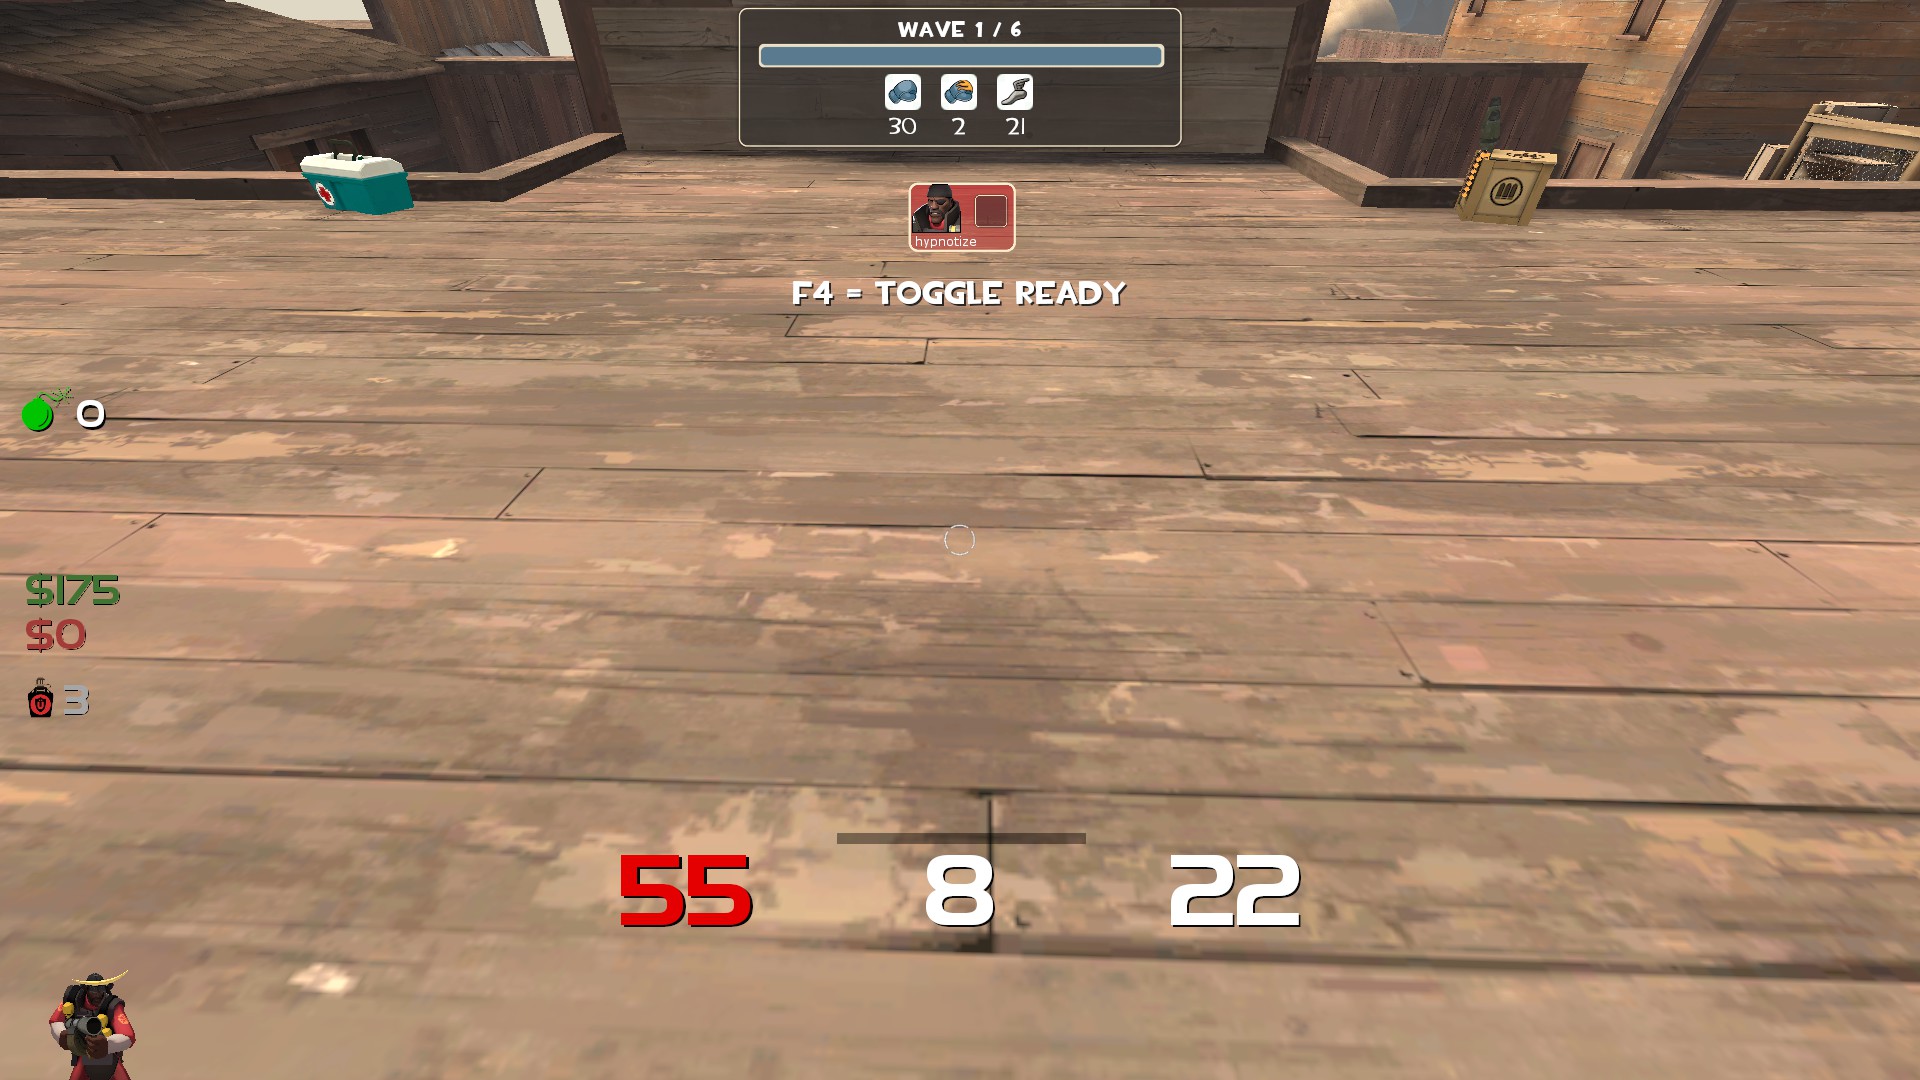 WAVE 1 / 6
30 2 21
hypnotize
F4 = TOGGLE READY
0
$175
$0
3
55 8 22